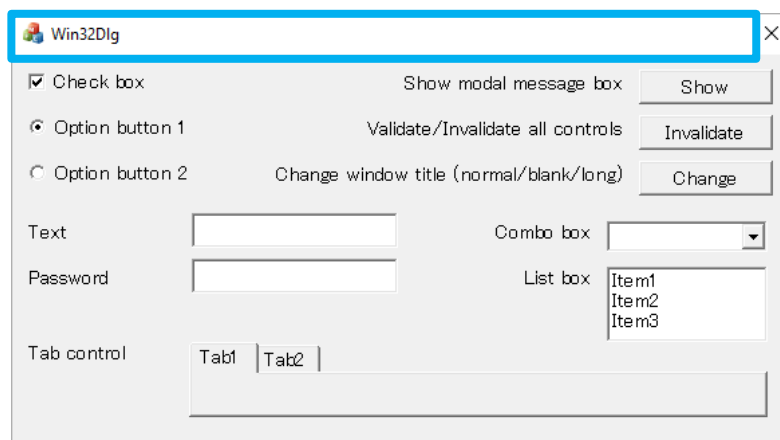 Win32Dlg
Check box
Show modal message box
Show
Option button 1
Validate/Invalidate all controls
Invalidate
Option button 2
Change window title (normal/blank/long)
Change
Text
Combo box
Password
List box
Item1
Item2
Item3
Tab control
Tab1
Tab2